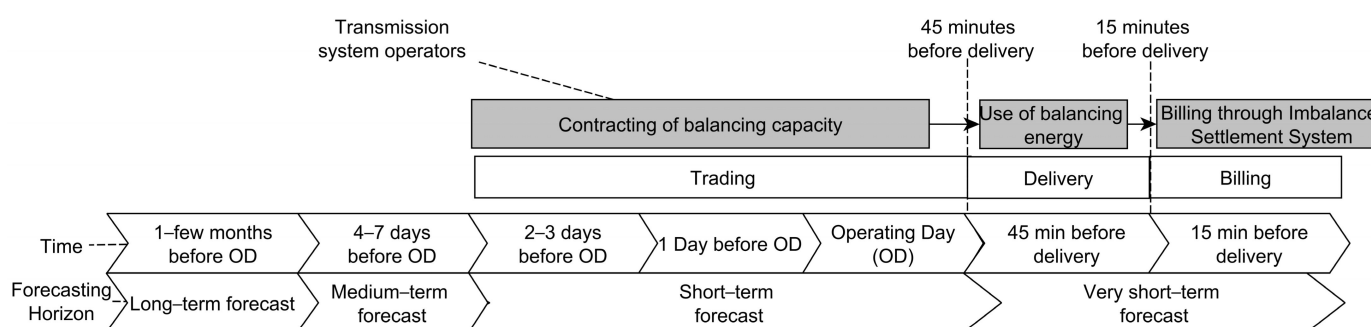 Transmission
system operators
45 minutes
before delivery
15 minutes
before delivery
Contracting of balancing capacity
Use of balancing
energy
Billing through Imbalance
Settlement System
Trading
Delivery
Billing
Time
1–few months
before OD
4–7 days
before OD
2–3 days
before OD
1 Day before OD
Operating Day
(OD)
45 min before
delivery
15 min before
delivery
Forecasting
Horizon
Long–term forecast
Medium–term
forecast
Short–term
forecast
Very short–term
forecast